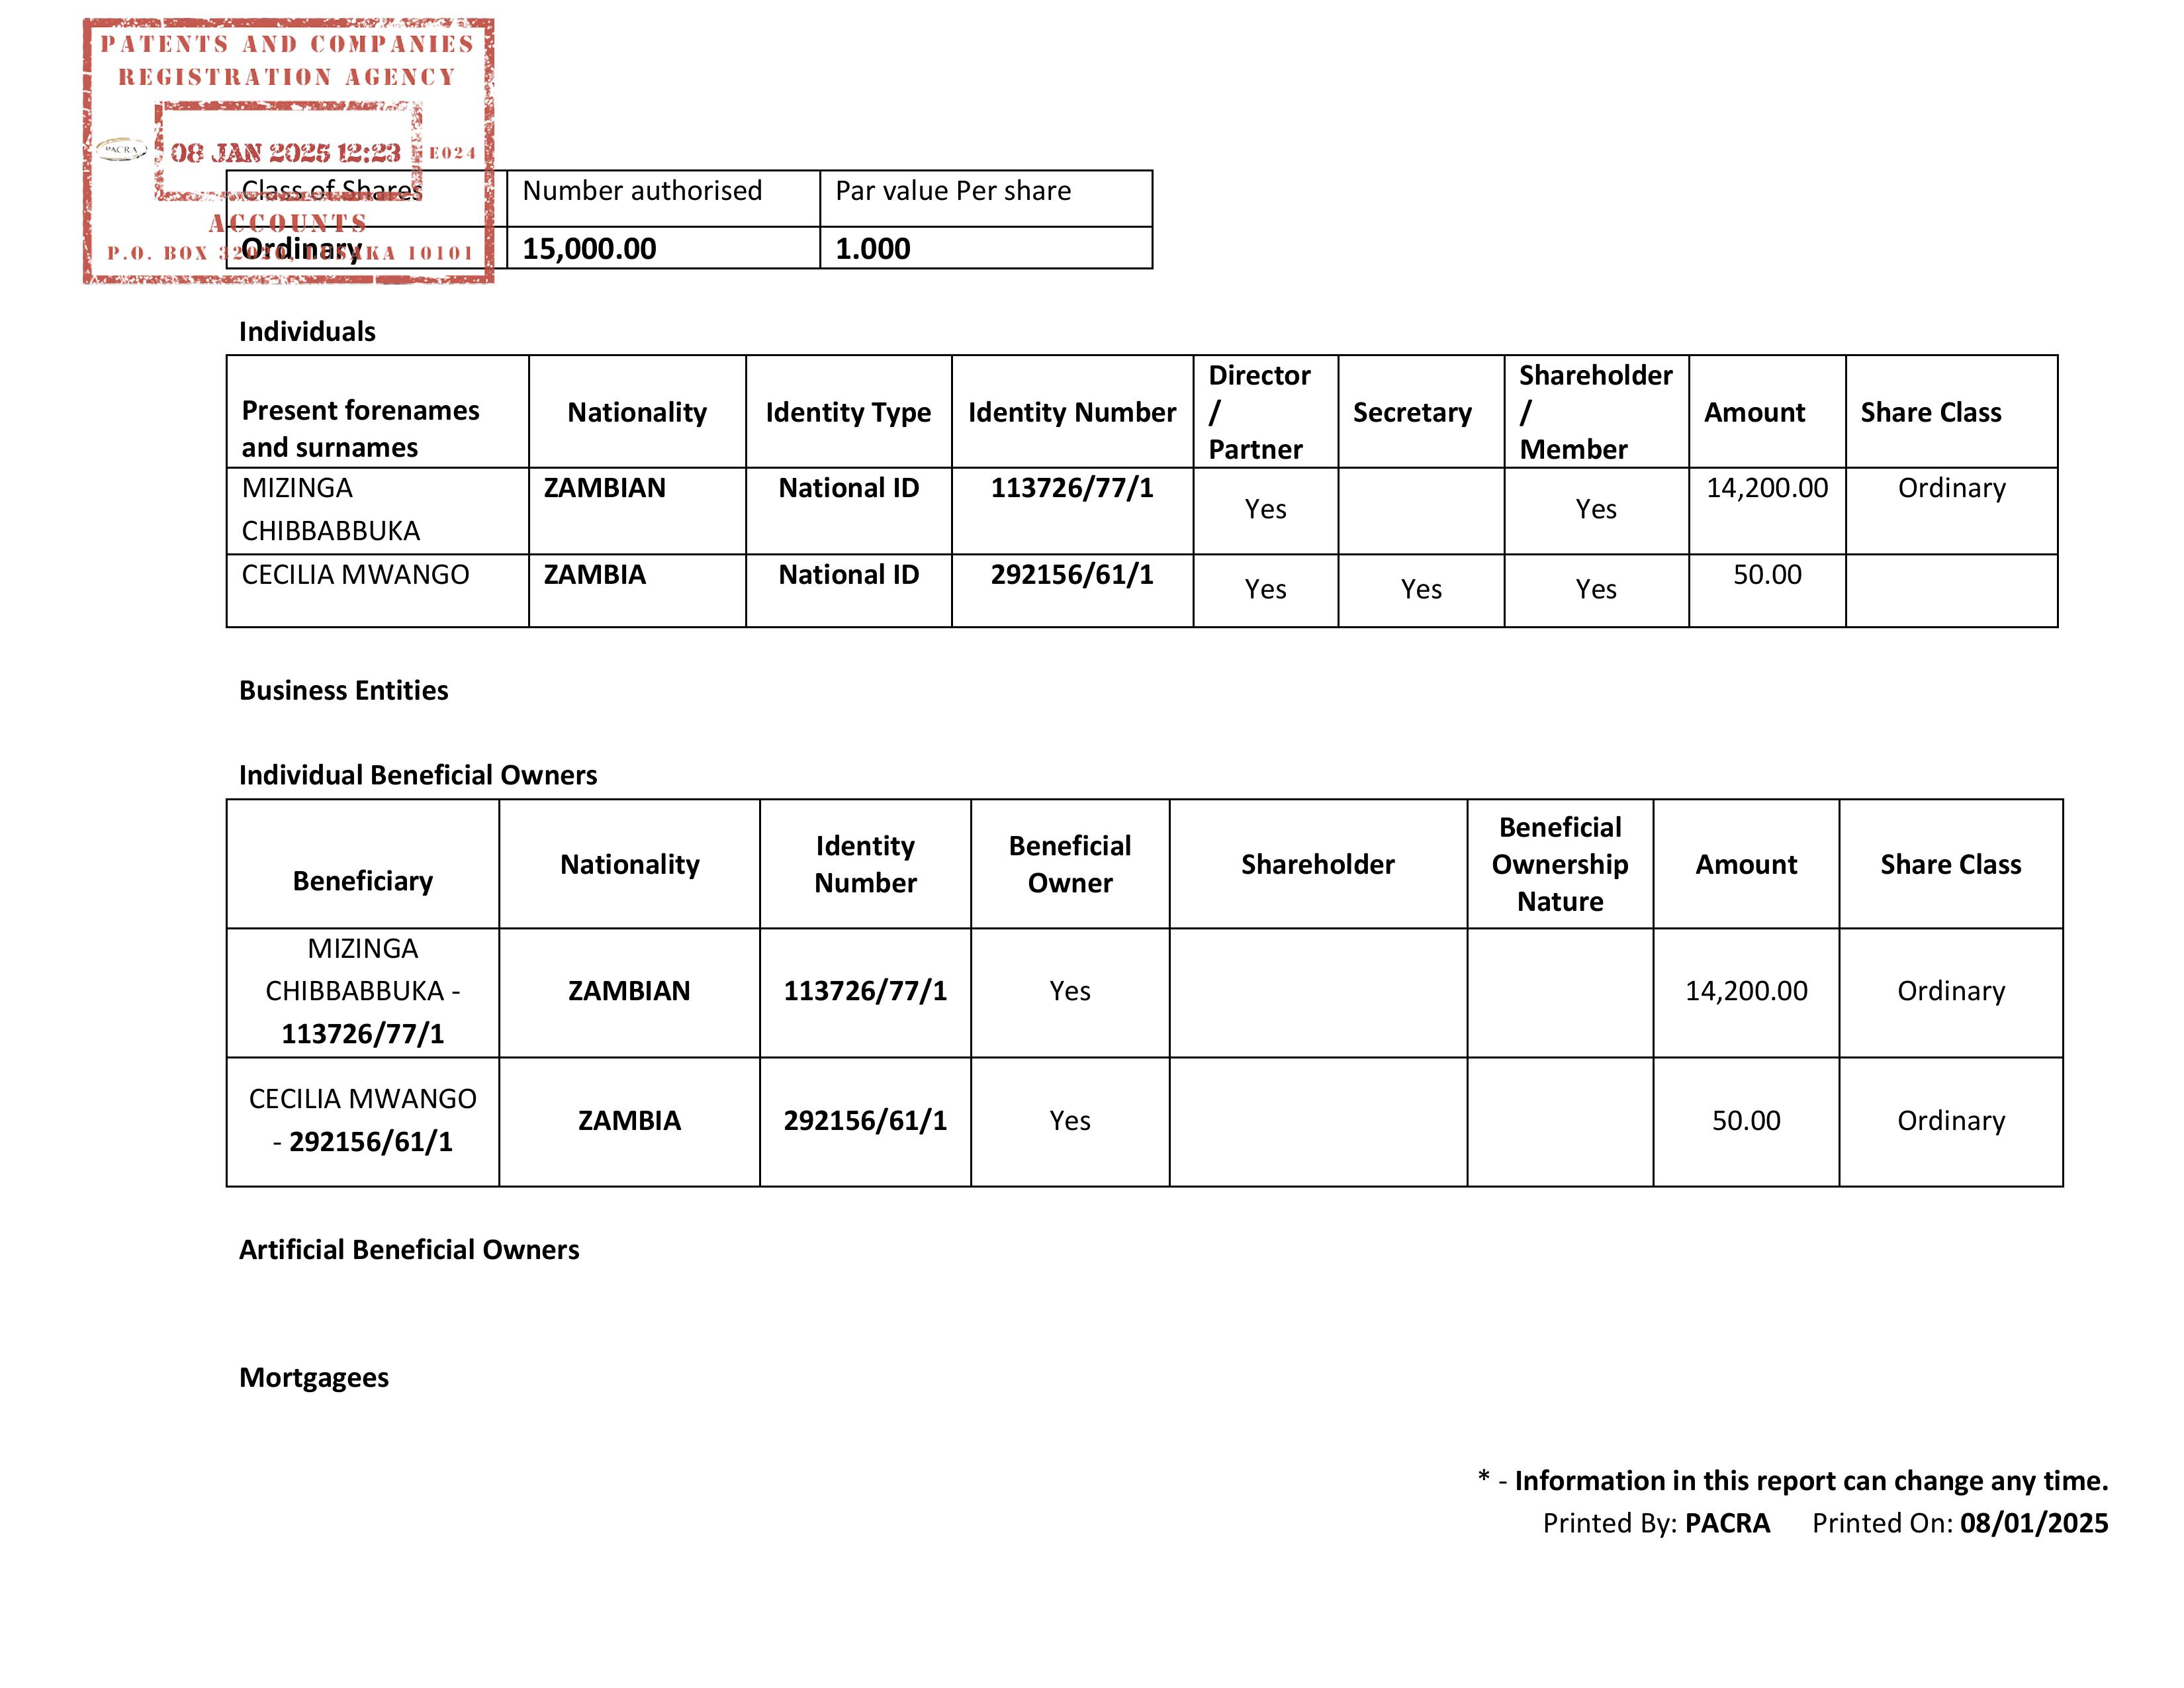 PATENTS AND COMPANIES
REGISTRATION AGENCY
PACRA
08 JAN 2025 12:23
E024
ACCOUNTS
P.O. BOX 32020, LUSAKA 10101
Class of Shares Number authorised Par value Per share
Ordinary 15,000.00 1.000
Individuals
Present forenames and surnames Nationality Identity Type Identity Number Director / Partner Secretary Shareholder / Member Amount Share Class
MIZINGA CHIBBABBUKA ZAMBIAN National ID 113726/77/1 Yes Yes 14,200.00 Ordinary
CECILIA MWANGO ZAMBIA National ID 292156/61/1 Yes Yes Yes 50.00
Business Entities
Individual Beneficial Owners
Beneficiary Nationality Identity Number Beneficial Owner Shareholder Beneficial Ownership Nature Amount Share Class
MIZINGA CHIBBABBUKA - 113726/77/1 ZAMBIAN 113726/77/1 Yes 14,200.00 Ordinary
CECILIA MWANGO - 292156/61/1 ZAMBIA 292156/61/1 Yes 50.00 Ordinary
Artificial Beneficial Owners
Mortgagees
* - Information in this report can change any time.
Printed By: PACRA Printed On: 08/01/2025